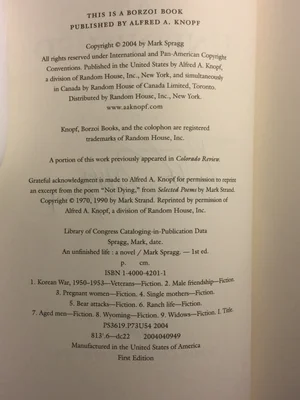 THIS IS A BORZOI BOOK
PUBLISHED BY ALFRED A. KNOPF
Copyright © 2004 by Mark Spragg
All rights reserved under International and Pan-American Copyright
Conventions. Published in the United States by Alfred A. Knopf,
a division of Random House, Inc., New York, and simultaneously
in Canada by Random House of Canada Limited, Toronto.
Distributed by Random House, Inc., New York.
www.aaknopf.com
Knopf, Borzoi Books, and the colophon are registered
trademarks of Random House, Inc.
A portion of this work previously appeared in Colorado Review.
Grateful acknowledgment is made to Alfred A. Knopf for permission to reprint
an excerpt from the poem “Not Dying,” from Selected Poems by Mark Strand.
Copyright © 1979, 1990 by Mark Strand. Reprinted by permission of
Alfred A. Knopf, a division of Random House, Inc.
Library of Congress Cataloging-in-Publication Data
Spragg, Mark, date.
An unfinished life : a novel / Mark Spragg. — 1st ed.
p. cm.
ISBN 1-4000-4201-1
1. Korean War, 1950–1953—Veterans—Fiction. 2. Male friendship—Fiction.
3. Pregnant women—Fiction. 4. Single mothers—Fiction.
5. Bear attacks—Fiction. 6. Ranch life—Fiction.
7. Aged men—Fiction. 8. Wyoming—Fiction. 9. Widows—Fiction. I. Title.
PS3619.P73U54 2004
813'.6—dc22 2004040949
Manufactured in the United States of America
First Edition